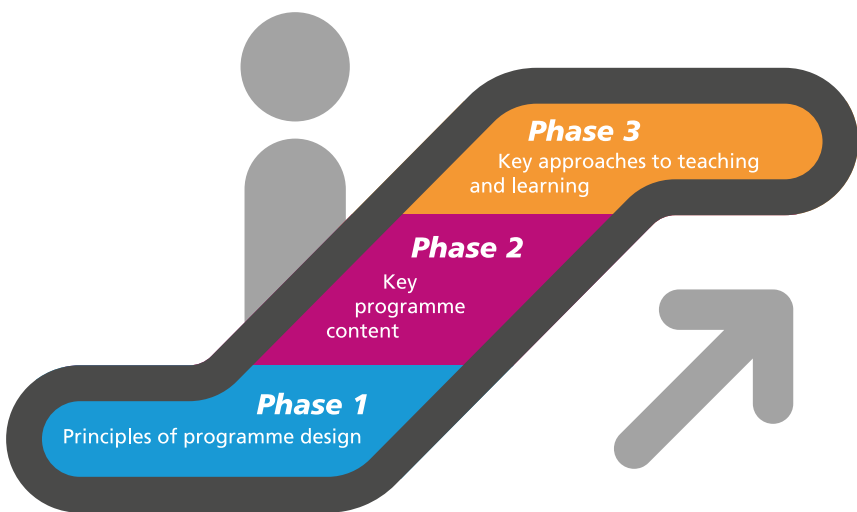 Phase 3
Key approaches to teaching
and learning
Phase 2
Key
programme
content
Phase 1
Principles of programme design